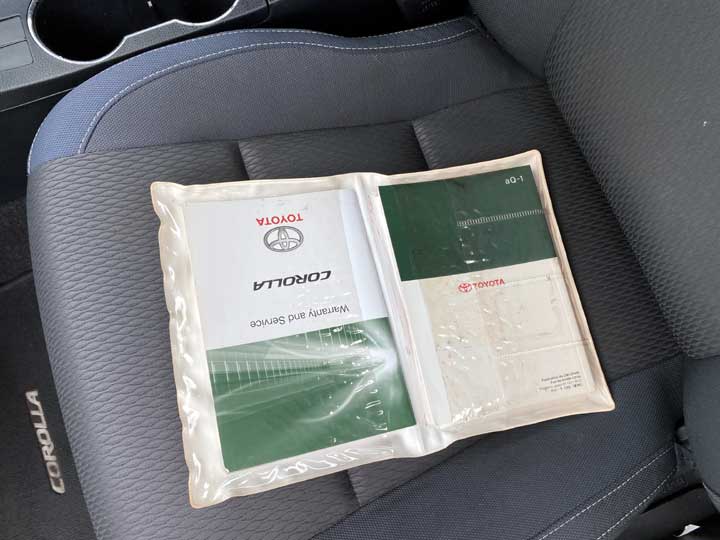 TOYOTA
COROLLA
Warranty and Service
aQ-1
TOYOTA
COROLLA